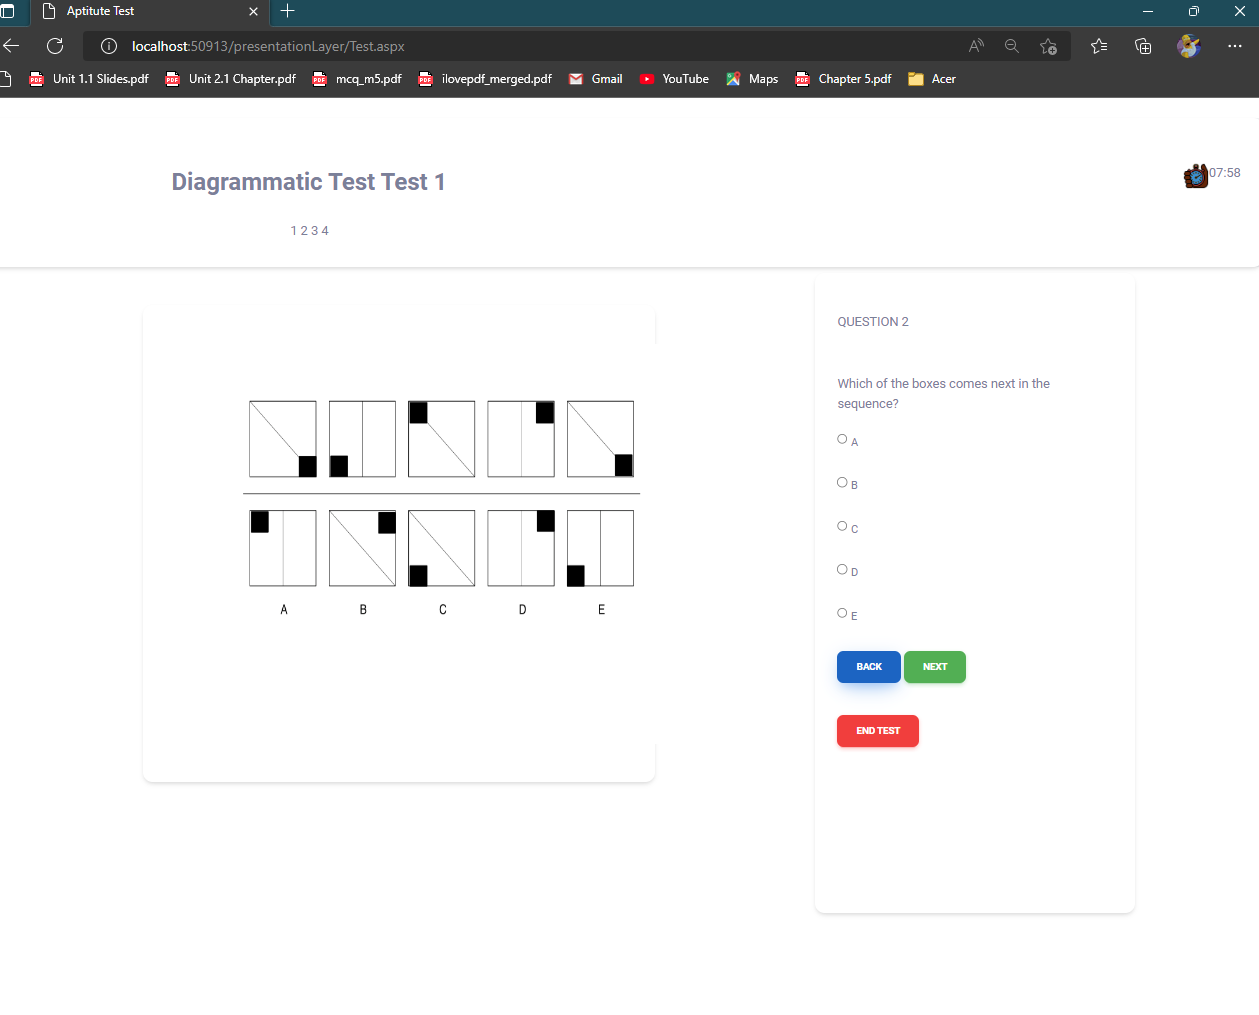 Aptitute Test
localhost:50913/presentationLayer/Test.aspx
Unit 1.1 Slides.pdf
Unit 2.1 Chapter.pdf
mcq_m5.pdf
ilovepdf_merged.pdf
Gmail
YouTube
Maps
Chapter 5.pdf
Acer
Diagrammatic Test Test 1
07:58
1 2 3 4
A B C D E
QUESTION 2
Which of the boxes comes next in the
sequence?
A
B
C
D
E
BACK NEXT
END TEST